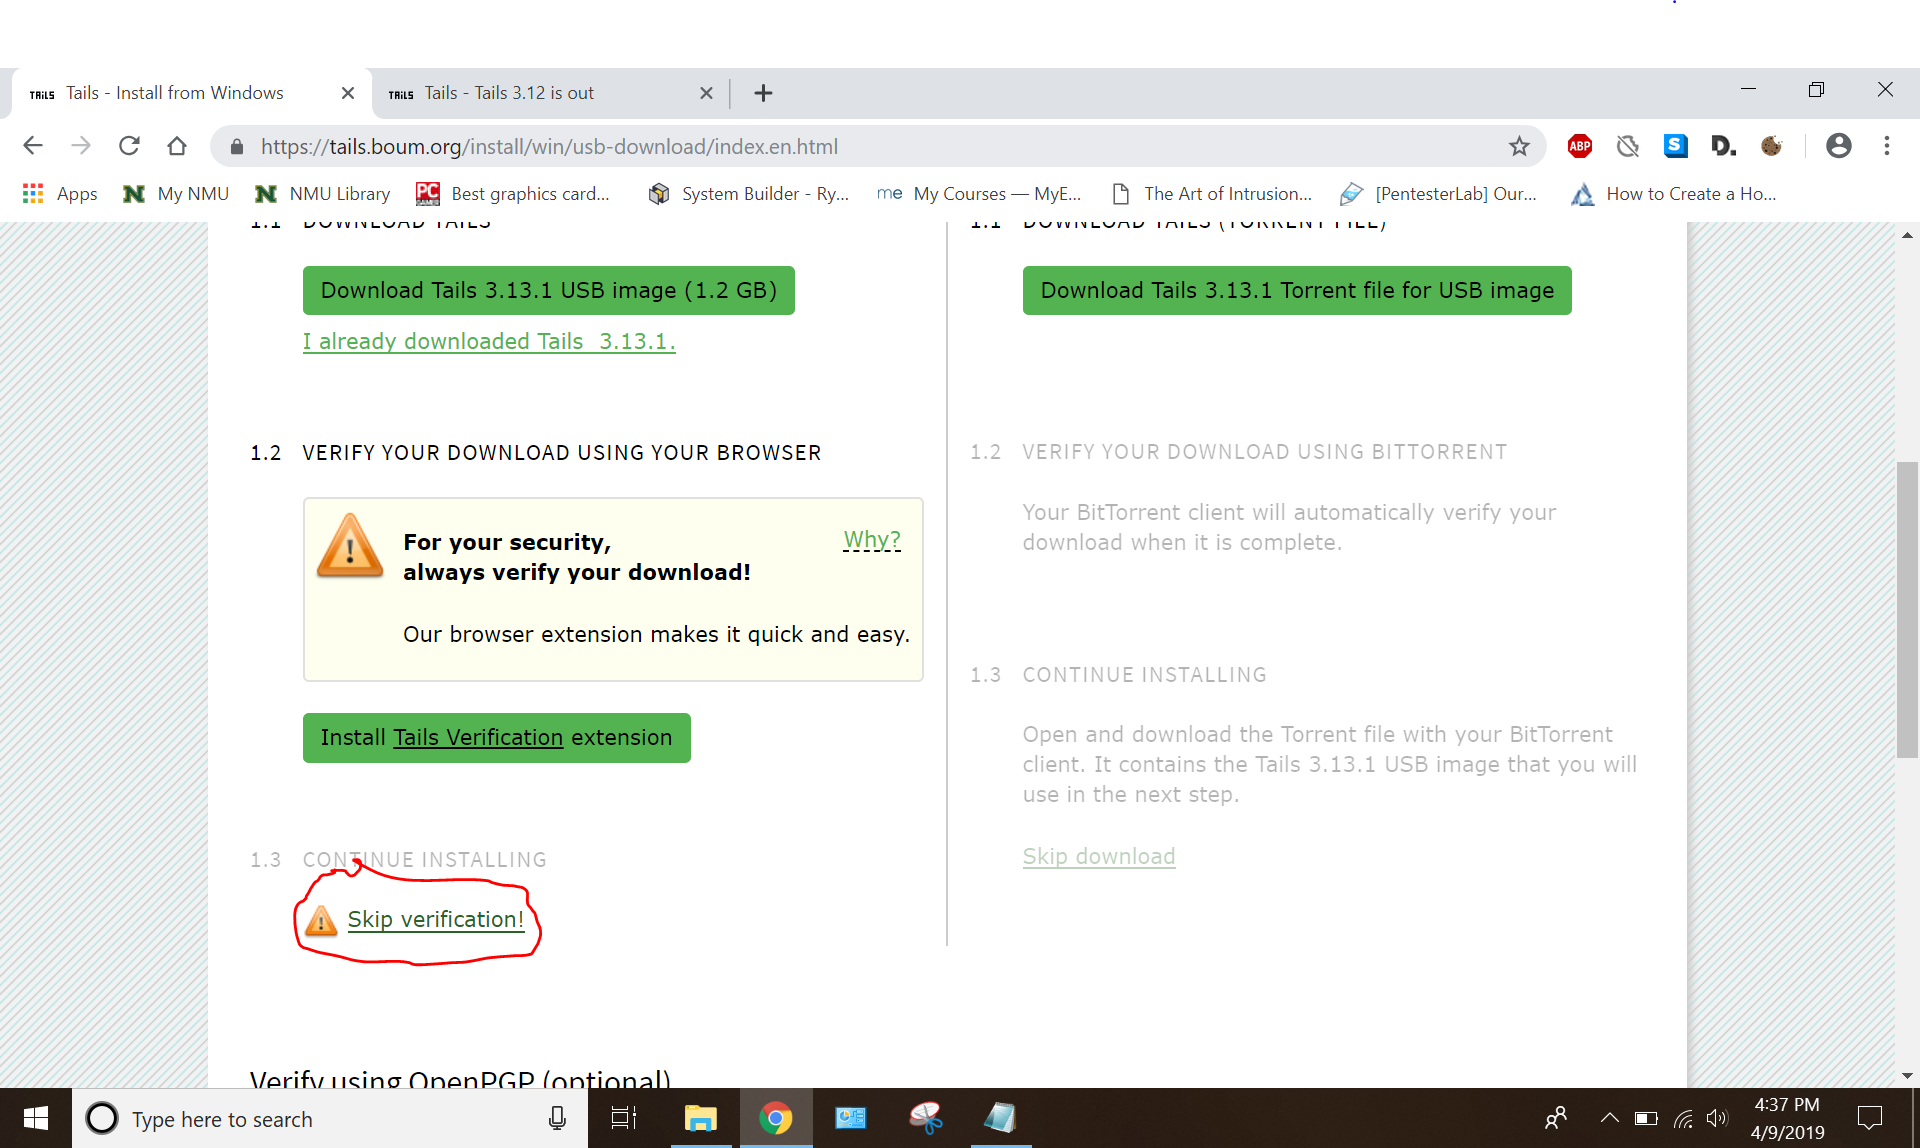 TAILS Tails - Install from Windows
TAILS Tails - Tails 3.12 is out
https://tails.boum.org/install/win/usb-download/index.en.html
ABP
S
D.
Apps
N My NMU
N NMU Library
PC GAMER Best graphics card...
System Builder - Ry...
me My Courses — MyE...
The Art of Intrusion...
[PentesterLab] Our...
How to Create a Ho...
1.1 DOWNLOAD TAILS
Download Tails 3.13.1 USB image (1.2 GB)
I already downloaded Tails 3.13.1.
1.2 VERIFY YOUR DOWNLOAD USING YOUR BROWSER
For your security,
always verify your download!
Why?
Our browser extension makes it quick and easy.
Install Tails Verification extension
1.3 CONTINUE INSTALLING
Skip verification!
1.1 DOWNLOAD TAILS (TORRENT FILE)
Download Tails 3.13.1 Torrent file for USB image
1.2 VERIFY YOUR DOWNLOAD USING BITTORRENT
Your BitTorrent client will automatically verify your
download when it is complete.
1.3 CONTINUE INSTALLING
Open and download the Torrent file with your BitTorrent
client. It contains the Tails 3.13.1 USB image that you will
use in the next step.
Skip download
Verify using OpenPGP (optional)
Type here to search
4:37 PM
4/9/2019